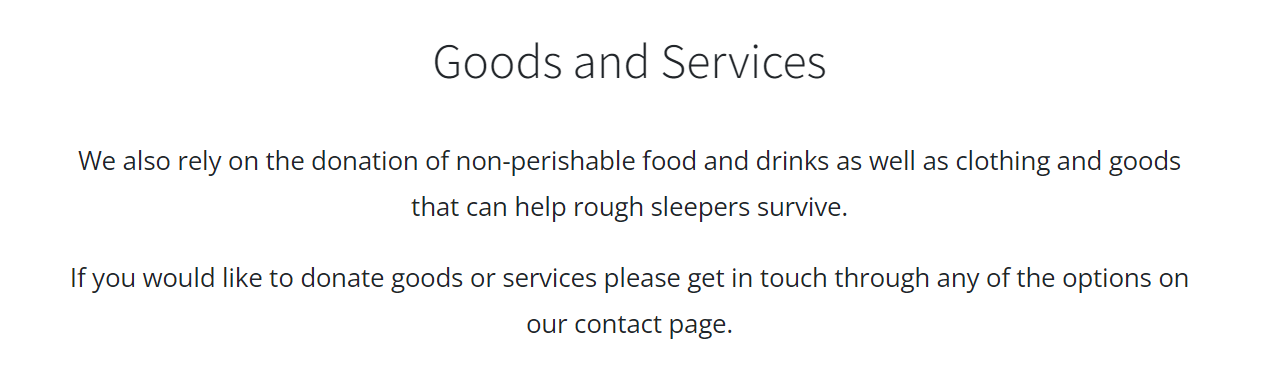 Goods and Services
We also rely on the donation of non-perishable food and drinks as well as clothing and goods
that can help rough sleepers survive.
If you would like to donate goods or services please get in touch through any of the options on
our contact page.